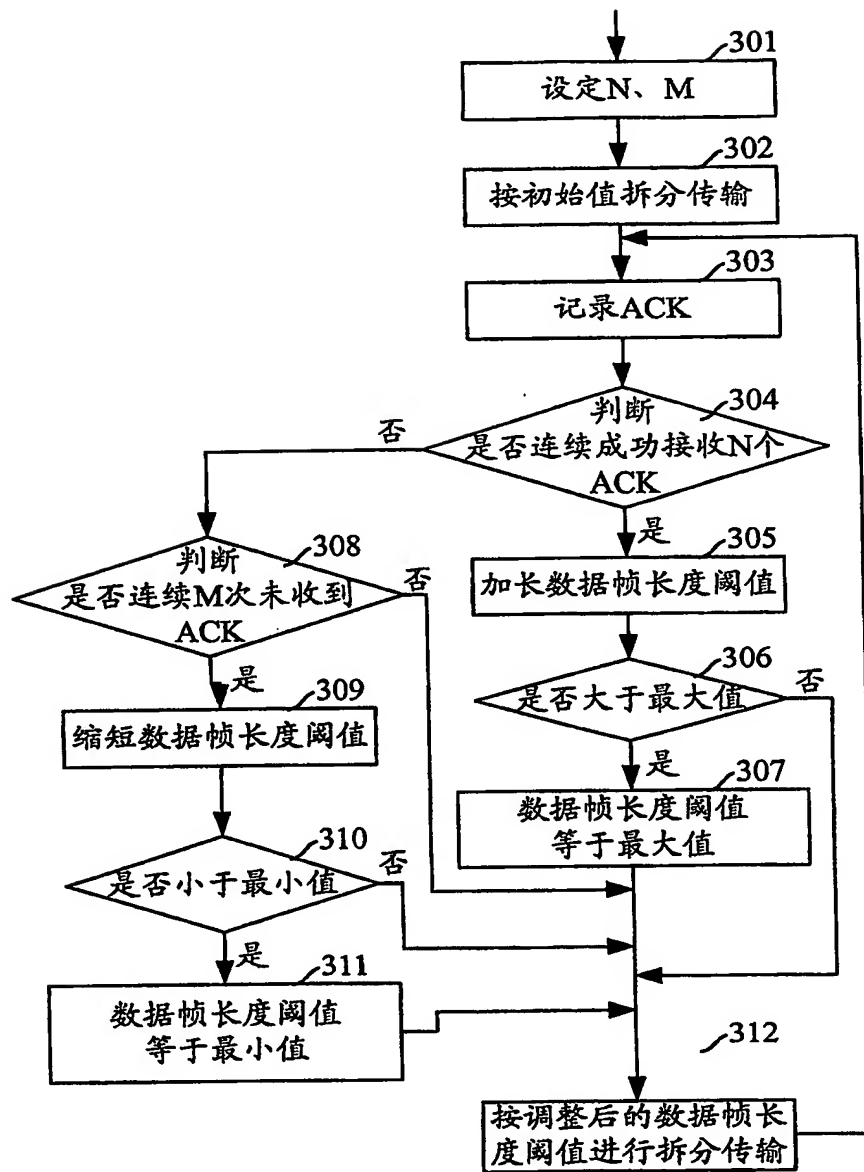 301
设定N、M
302
按初始值拆分传输
303
记录ACK
304
判断
是否连续成功接收N个
ACK
否
是
305
加长数据帧长度阈值
306
是否大于最大值
否
是
307
数据帧长度阈值
等于最大值
308
判断
是否连续M次未收到
ACK
否
是
309
缩短数据帧长度阈值
310
是否小于最小值
否
是
311
数据帧长度阈值
等于最小值
312
按调整后的数据帧长
度阈值进行拆分传输